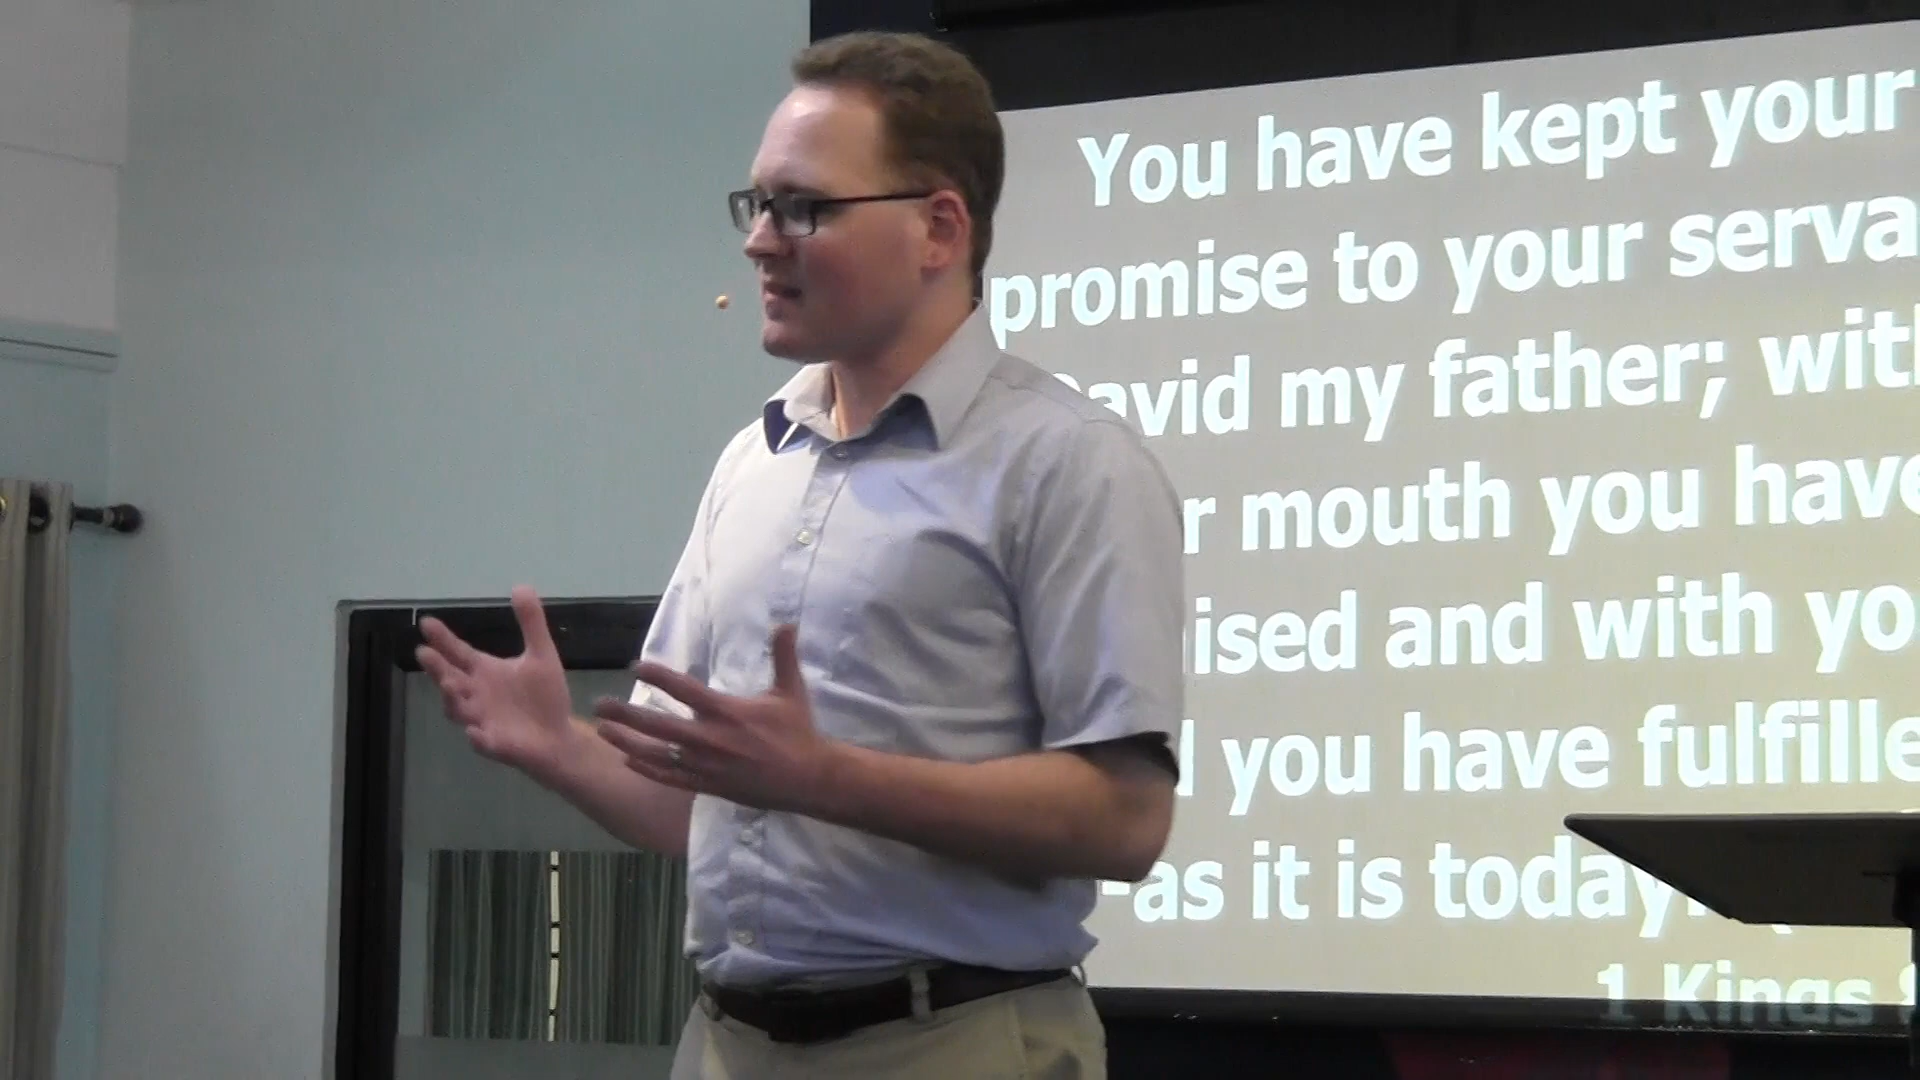 You have kept your
promise to your serva
avid my father; with
r mouth you have
ised and with yo
you have fulfille
-as it is today.
1 Kings